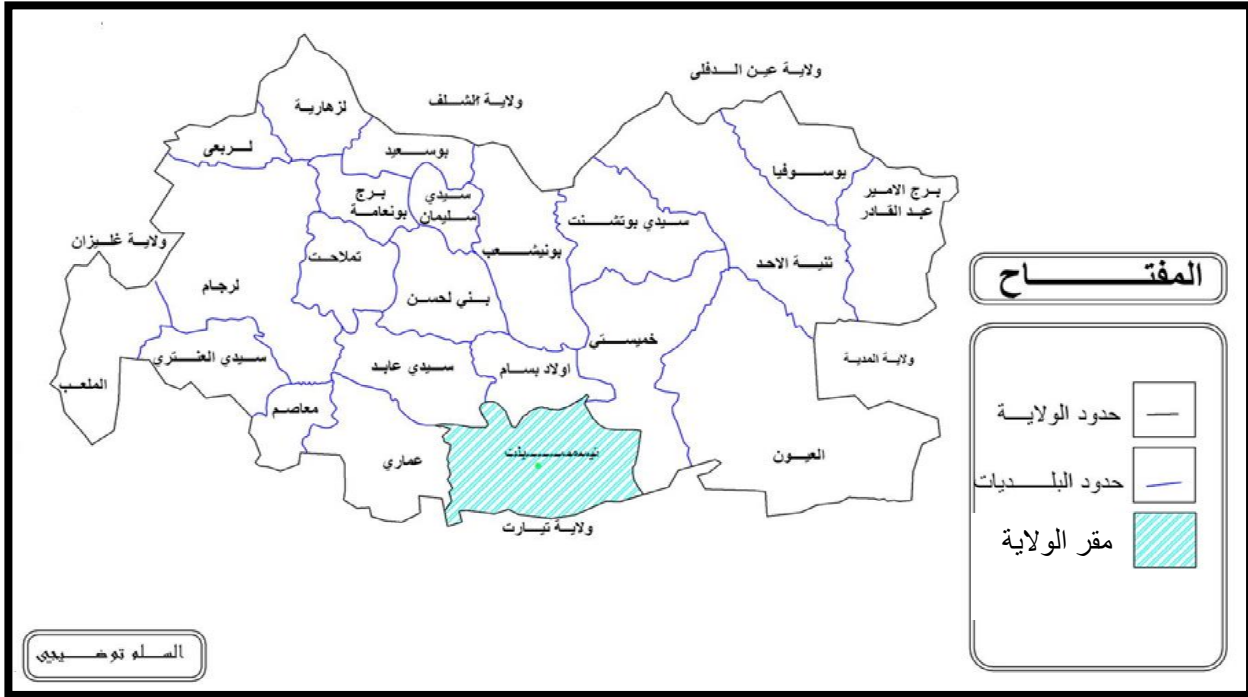 ولاية عين الدفلى
ولاية الشلف
لزهارية
لربعى
بوسعيد
يوسوفيا
برج الامير
عبد القادر
برج
بونعامة
سيدي
سليمان
سيدي بوتشنت
بونيشعب
ولاية غليزان
تملاحت
ثنية الاحد
لرجام
بني لحسن
المفتاح
خميستي
سيدي العنتري
سيدي عابد
اولاد بسام
ولاية المدية
الملعب
معاصم
حدود الولاية
عماري
تيسمسيلت
العيون
حدود البلديات
ولاية تيارت
مقر الولاية
السلم توضيحي